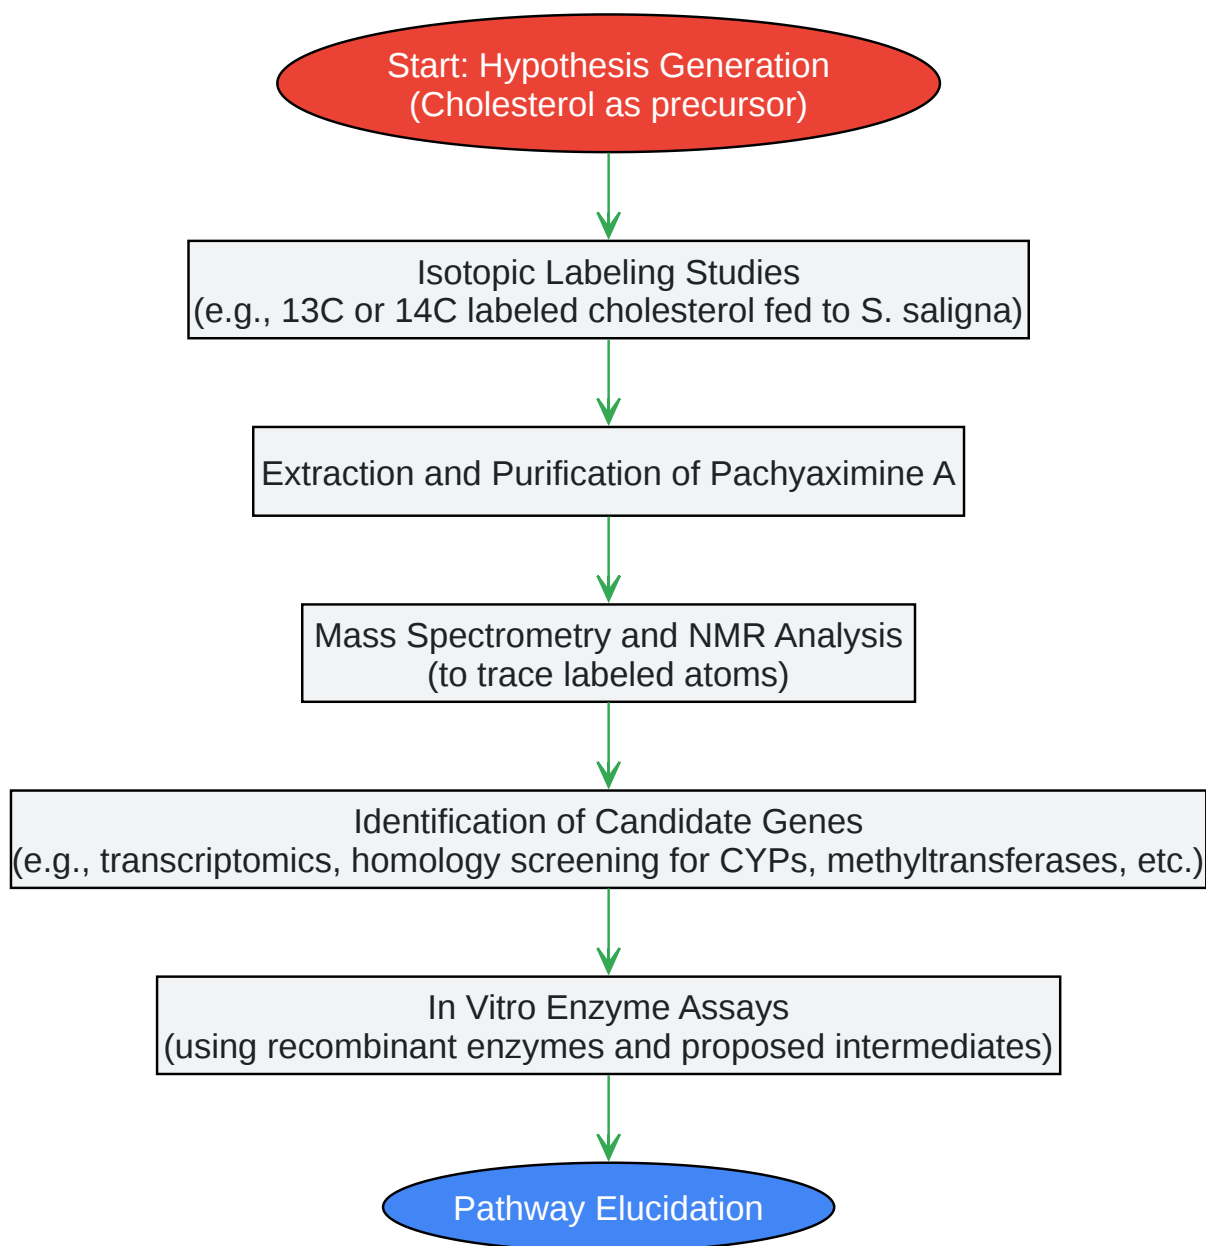 Start: Hypothesis Generation
(Cholesterol as precursor)
Isotopic Labeling Studies
(e.g., 13C or 14C labeled cholesterol fed to S. saligna)
Extraction and Purification of Pachyaximine A
Mass Spectrometry and NMR Analysis
(to trace labeled atoms)
Identification of Candidate Genes
(e.g., transcriptomics, homology screening for CYPs, methyltransferases, etc.)
In Vitro Enzyme Assays
(using recombinant enzymes and proposed intermediates)
Pathway Elucidation